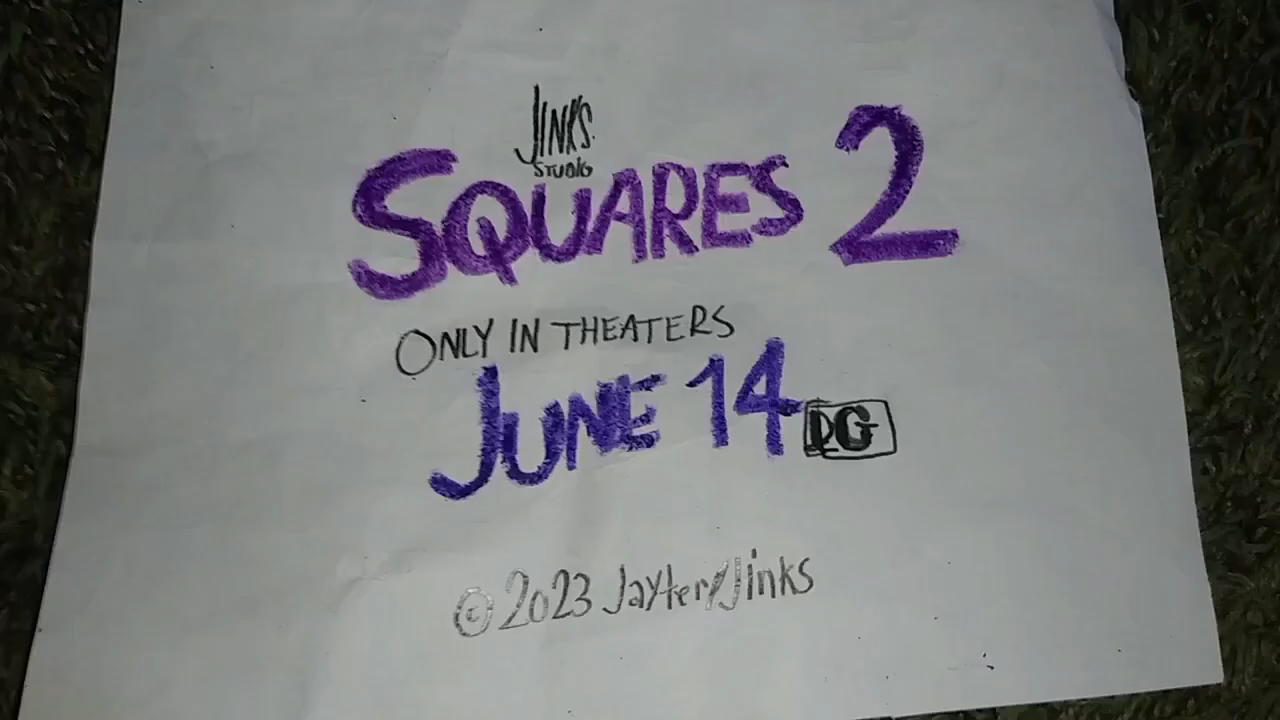 JINKS
STUDIO
SQUARES 2
ONLY IN THEATERS
JUNE 14 PG
© 2023 Jayter/Jinks